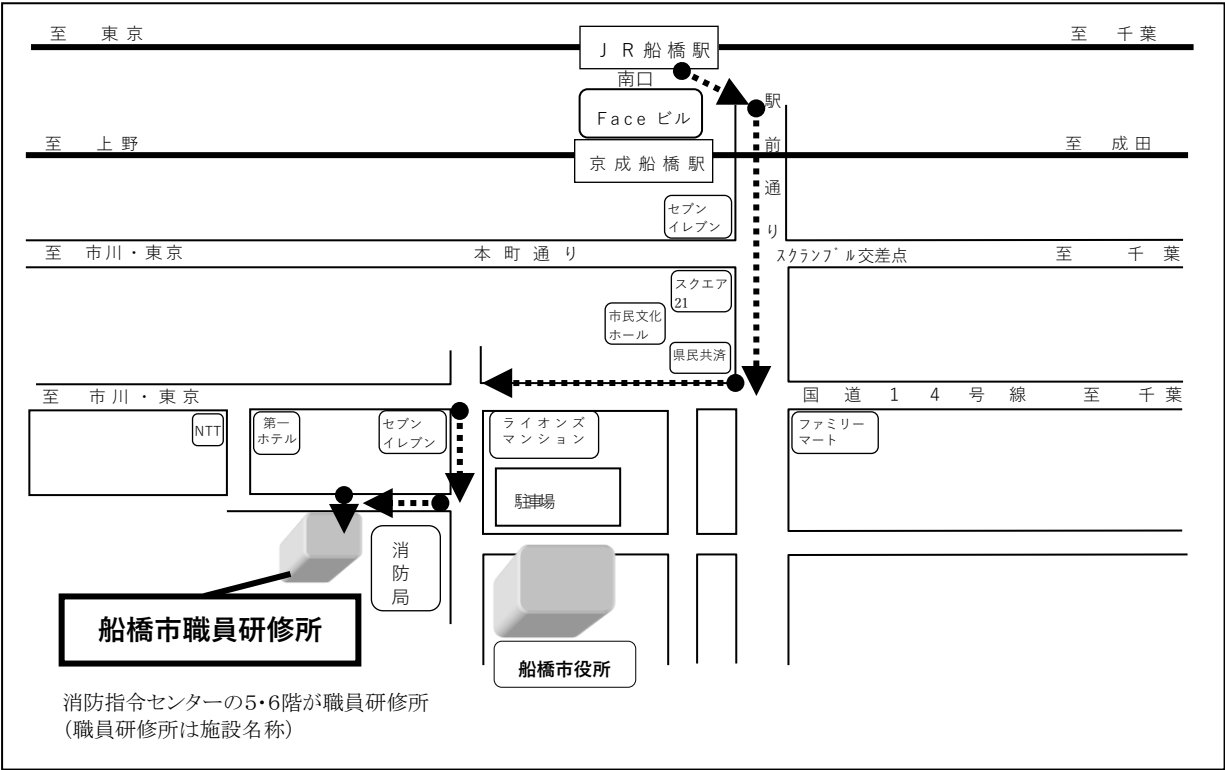 至 東京
JR船橋駅
至 千葉
南口
Face ビル
駅前通り
至 上野
京成船橋駅
至 成田
セブン
イレブン
至 市川・東京
本町通り
スクランブル交差点
至 千葉
スクエア
21
市民文化
ホール
県民共済
至 市川・東京
国道14号線
至 千葉
NTT
第一
ホテル
セブン
イレブン
ライオンズ
マンション
ファミリー
マート
駐車場
消防局
船橋市職員研修所
船橋市役所
消防指令センターの5・6階が職員研修所
(職員研修所は施設名称)